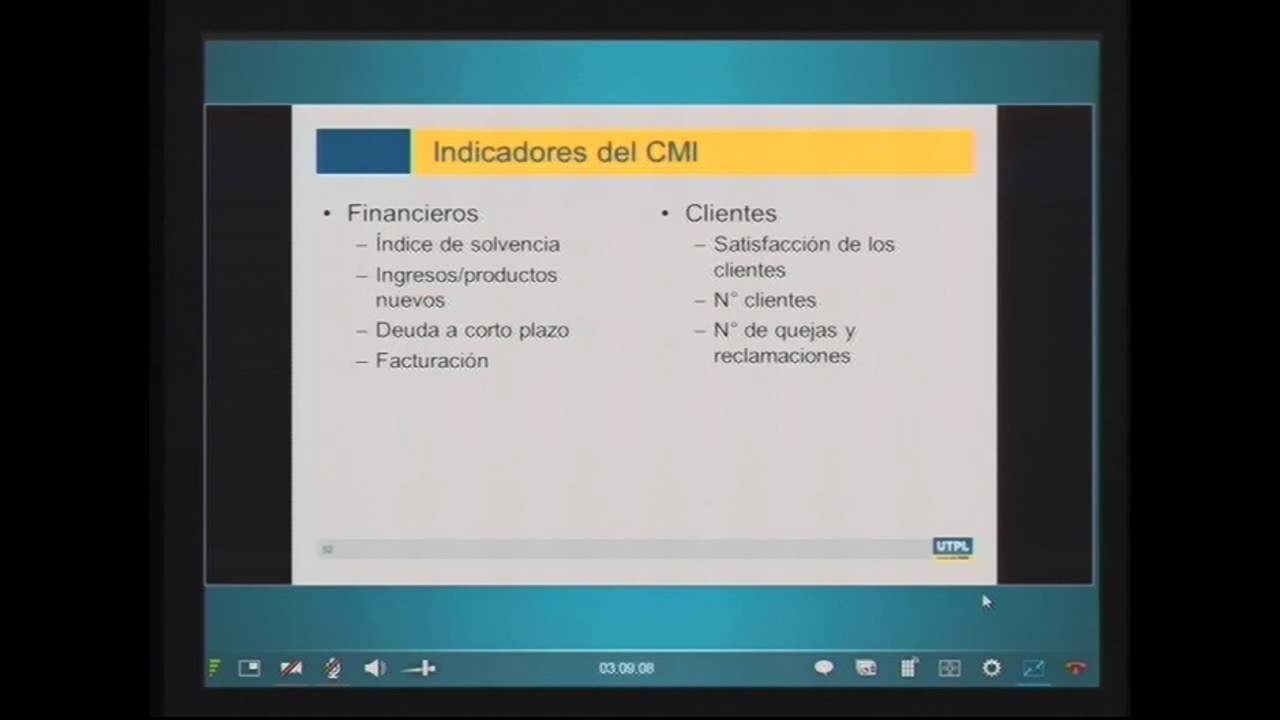 Indicadores del CMI
• Financieros
– Índice de solvencia
– Ingresos/productos
nuevos
– Deuda a corto plazo
– Facturación
• Clientes
– Satisfacción de los
clientes
– N° clientes
– N° de quejas y
reclamaciones
52
UTPL
03:09:08